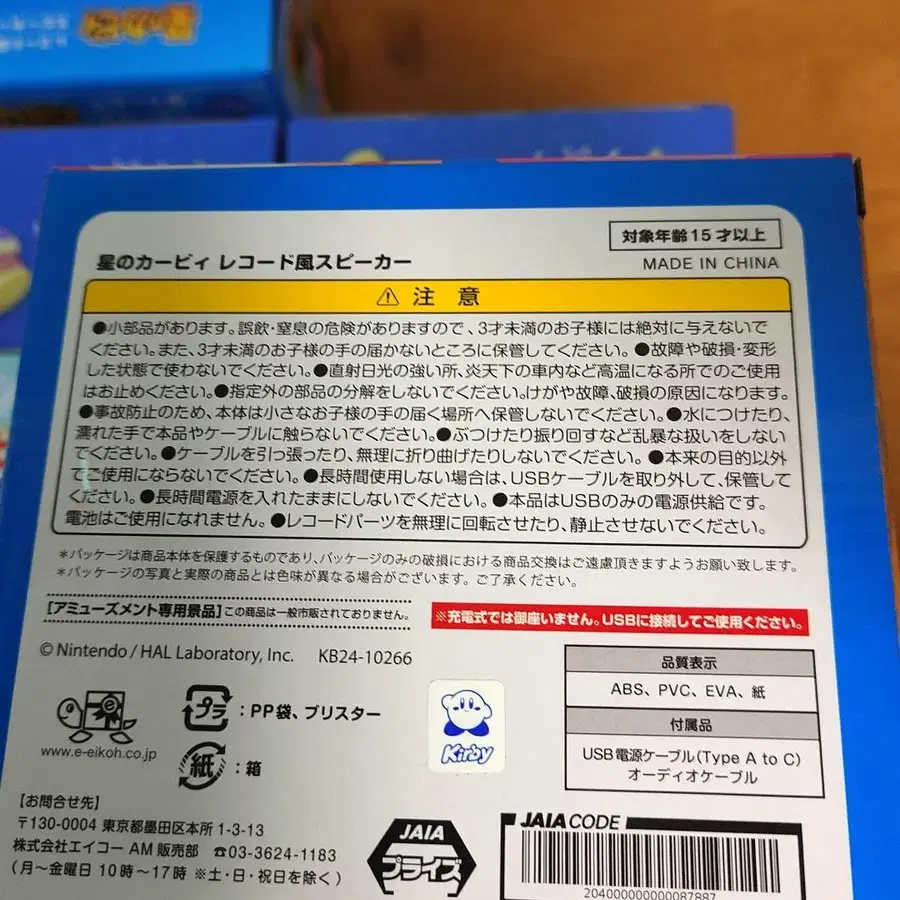 星のカービィ レコード風スピーカー
対象年齢15才以上
MADE IN CHINA
⚠ 注 意
●小部品があります。誤飲・窒息の危険がありますので、3才未満のお子様には絶対に与えないで
ください。また、3才未満のお子様の手の届かないところに保管してください。●故障や破損・変形
した状態で使わないでください。●直射日光の強い所、炎天下の車内など高温になる所でのご使用
はお止めください。●指定外の部品の分解をしないでください。けがや故障、破損の原因になります。
●事故防止のため、本体は小さなお子様の手の届く場所へ保管しないでください。●水につけたり、
濡れた手で本品やケーブルに触らないでください。●ぶつけたり振り回すなど乱暴な扱いをしない
でください。●ケーブルを引っ張ったり、無理に折り曲げたりしないでください。●本来の目的以外
でご使用にならないでください。●長時間使用しない場合は、USBケーブルを取り外して、保管して
ください。●長時間電源を入れたままにしないでください。●本品はUSBのみの電源供給です。
電池はご使用になれません。●レコードパーツを無理に回転させたり、静止させないでください。
*パッケージは商品本体を保護するものであり、パッケージのみの破損における商品交換はご遠慮頂きますようお願い致します。
*パッケージの写真と実際の商品とは色味が異なる場合がございます。ご了承ください。
[アミューズメント専用景品]この商品は一般市販されておりません。
※充電式では御座いません。USBに接続してご使用ください。
© Nintendo / HAL Laboratory, Inc. KB24-10266
品質表示
ABS、PVC、EVA、紙
付属品
USB電源ケーブル(Type A to C)
オーディオケーブル
www.e-eikoh.co.jp
プラ：PP袋、ブリスター
紙：箱
Kirby
【お問合せ先】
〒130-0004 東京都墨田区本所1-3-13
株式会社エイコー AM販売部 ☎03-3624-1183
(月〜金曜日 10時〜17時 ※土・日・祝日を除く)
JAIA
プライズ
JAIA CODE
204000000000087887